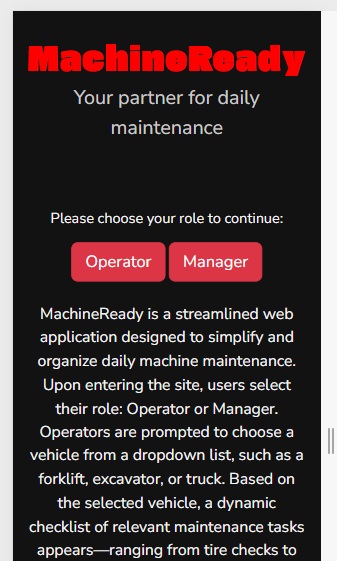 MachineReady
Your partner for daily
maintenance
Please choose your role to continue:
Operator Manager
MachineReady is a streamlined web
application designed to simplify and
organize daily machine maintenance.
Upon entering the site, users select
their role: Operator or Manager.
Operators are prompted to choose a
vehicle from a dropdown list, such as a
forklift, excavator, or truck. Based on
the selected vehicle, a dynamic
checklist of relevant maintenance tasks
appears—ranging from tire checks to